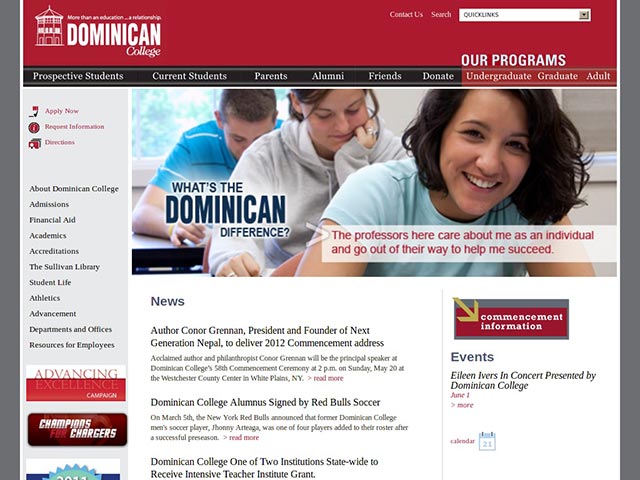 More than an education ...a relationship.
DOMINICAN
College
Contact Us
Search
QUICKLINKS
OUR PROGRAMS
Prospective Students
Current Students
Parents
Alumni
Friends
Donate
Undergraduate
Graduate
Adult
Apply Now
Request Information
Directions
About Dominican College
Admissions
Financial Aid
Academics
Accreditations
The Sullivan Library
Student Life
Athletics
Advancement
Departments and Offices
Resources for Employees
ADVANCING
EXCELLENCE
CAMPAIGN
CHAMPIONS
FOR CHARGERS
2011
WHAT'S THE
DOMINICAN
DIFFERENCE?
The professors here care about me as an individual
and go out of their way to help me succeed.
News
Author Conor Grennan, President and Founder of Next
Generation Nepal, to deliver 2012 Commencement address
Acclaimed author and philanthropist Conor Grennan will be the principal speaker at
Dominican College's 58th Commencement Ceremony at 2 p.m. on Sunday, May 20 at
the Westchester County Center in White Plains, NY. > read more
Dominican College Alumnus Signed by Red Bulls Soccer
On March 5th, the New York Red Bulls announced that former Dominican College
men's soccer player, Jhonny Arteaga, was one of four players added to their roster after
a successful preseason. > read more
Dominican College One of Two Institutions State-wide to
Receive Intensive Teacher Institute Grant.
commencement
information
Events
Eileen Ivers In Concert Presented by
Dominican College
June 1
> more
calendar
21